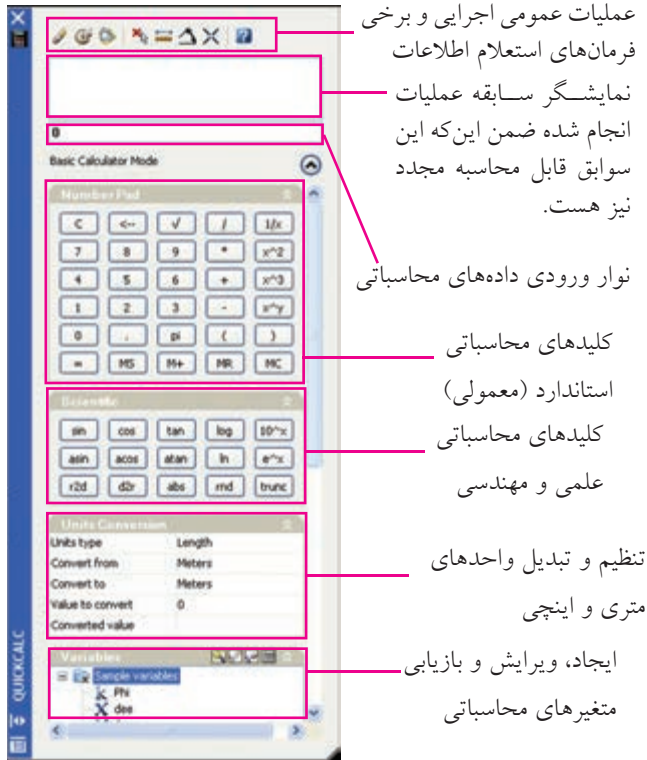 عملیات عمومی اجرایی و برخی
فرمان‌های استعلام اطلاعات
نمایشگر سابقه عملیات
انجام شده ضمن این‌که این
سوابق قابل محاسبه مجدد
نیز هست.
0
Basic Calculator Mode
نوار ورودی داده‌های محاسباتی
Number Pad
C <-- √ / 1/x
7 8 9 * x^2
4 5 6 + x^3
1 2 3 - x^y
0 . pi ( )
= MS M+ MR MC
کلیدهای محاسباتی
استاندارد (معمولی)
Scientific
sin cos tan log 10^x
asin acos atan ln e^x
r2d d2r abs rnd trunc
کلیدهای محاسباتی
علمی و مهندسی
Units Conversion
Units type Length
Convert from Meters
Convert to Meters
Value to convert 0
Converted value
تنظیم و تبدیل واحدهای
متری و اینچی
Variables
Sample variables
Phi
dee
ایجاد، ویرایش و بازیابی
متغیرهای محاسباتی
QUICKCALC